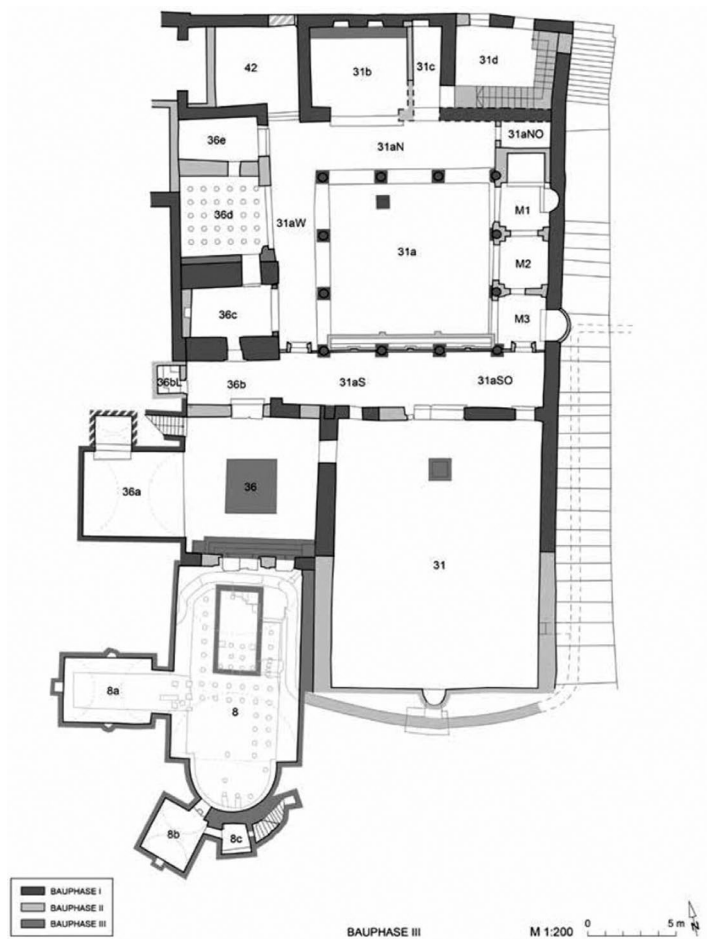 42
31b
31c
31d
36e
31aN
31aNO
36d
31aW
M1
31a
M2
36c
M3
36bL
36b
31aS
31aSO
36a
36
31
8a
8
8b
8c
BAUPHASE I
BAUPHASE II
BAUPHASE III
BAUPHASE III
M 1:200
0
5 m
N